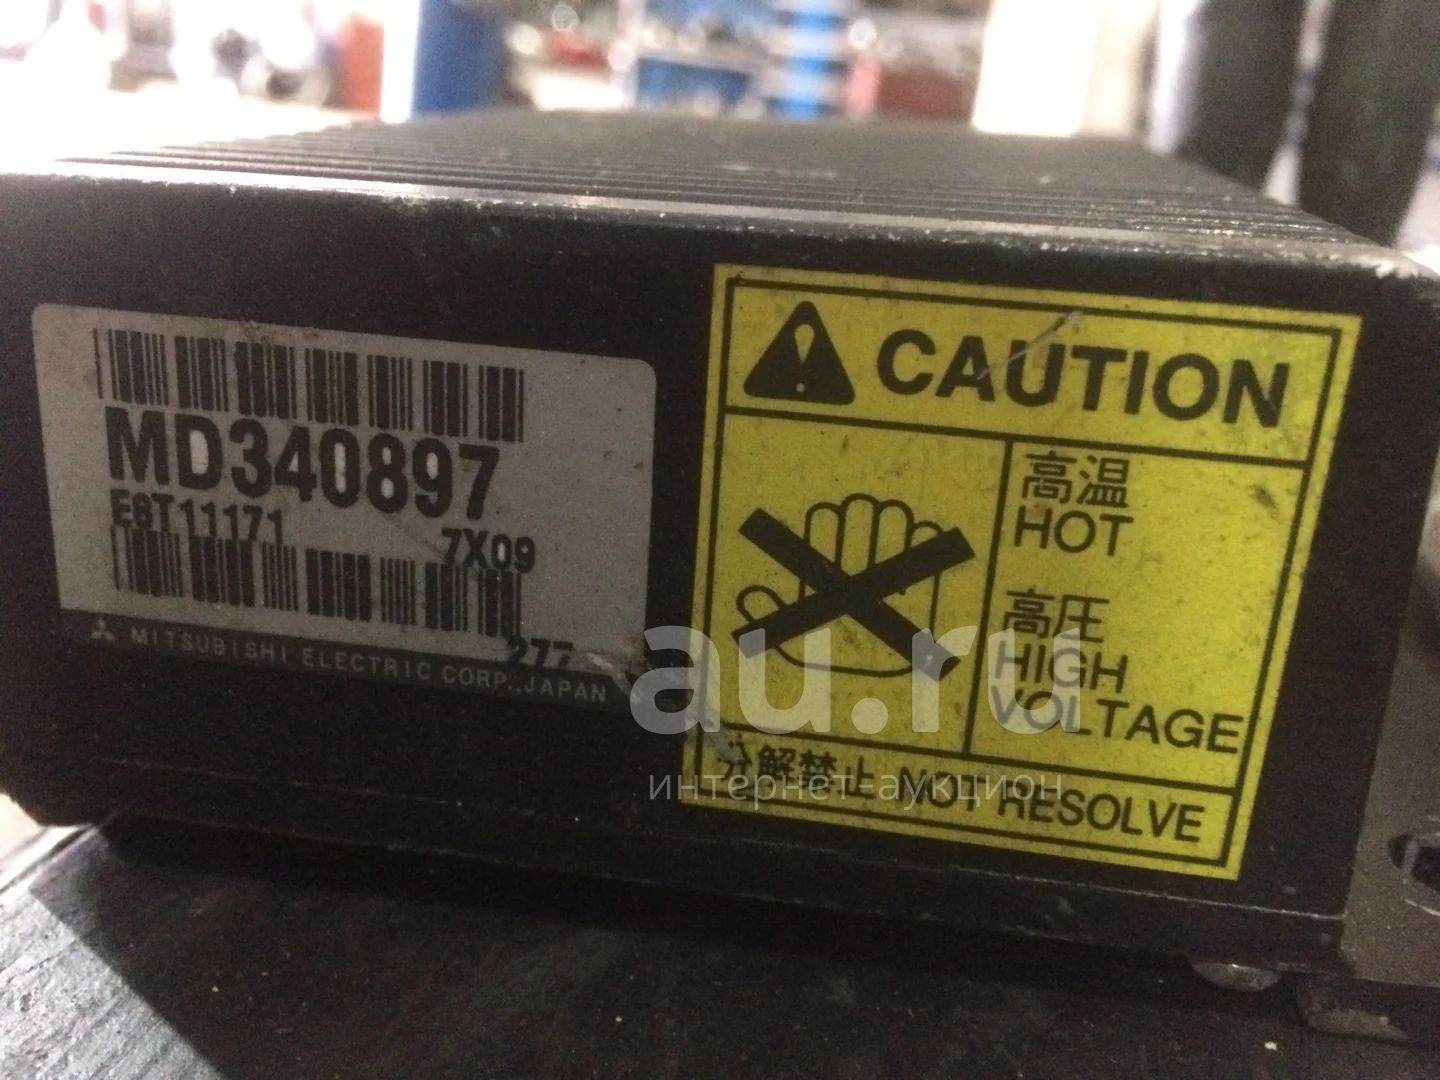 MD340897
E8T11171 7X09
277
MITSUBISHI ELECTRIC CORP., JAPAN
CAUTION
高温
HOT
高圧
HIGH
VOLTAGE
分解禁止 NOT RESOLVE
au.ru
интернет-аукцион